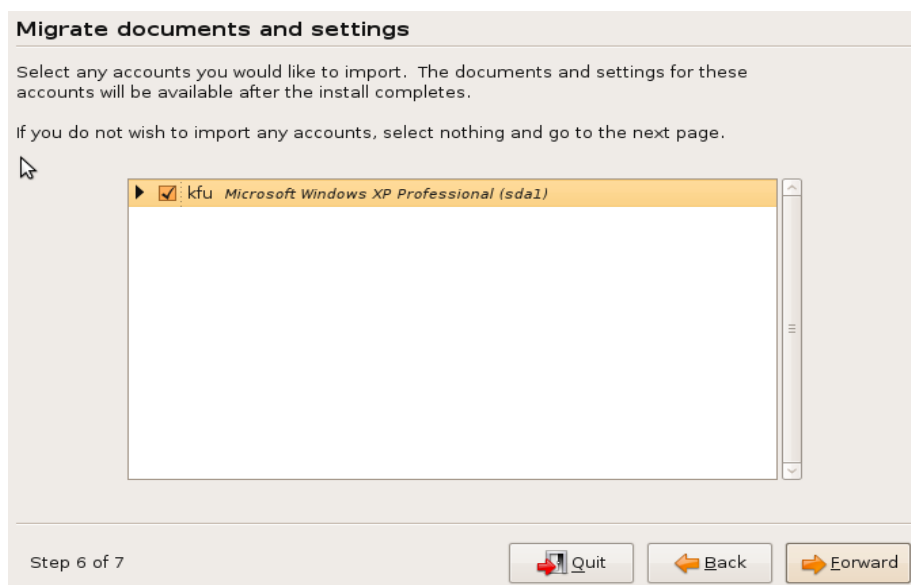 Migrate documents and settings
Select any accounts you would like to import. The documents and settings for these
accounts will be available after the install completes.
If you do not wish to import any accounts, select nothing and go to the next page.
kfu Microsoft Windows XP Professional (sda1)
Step 6 of 7
Quit
Back
Forward